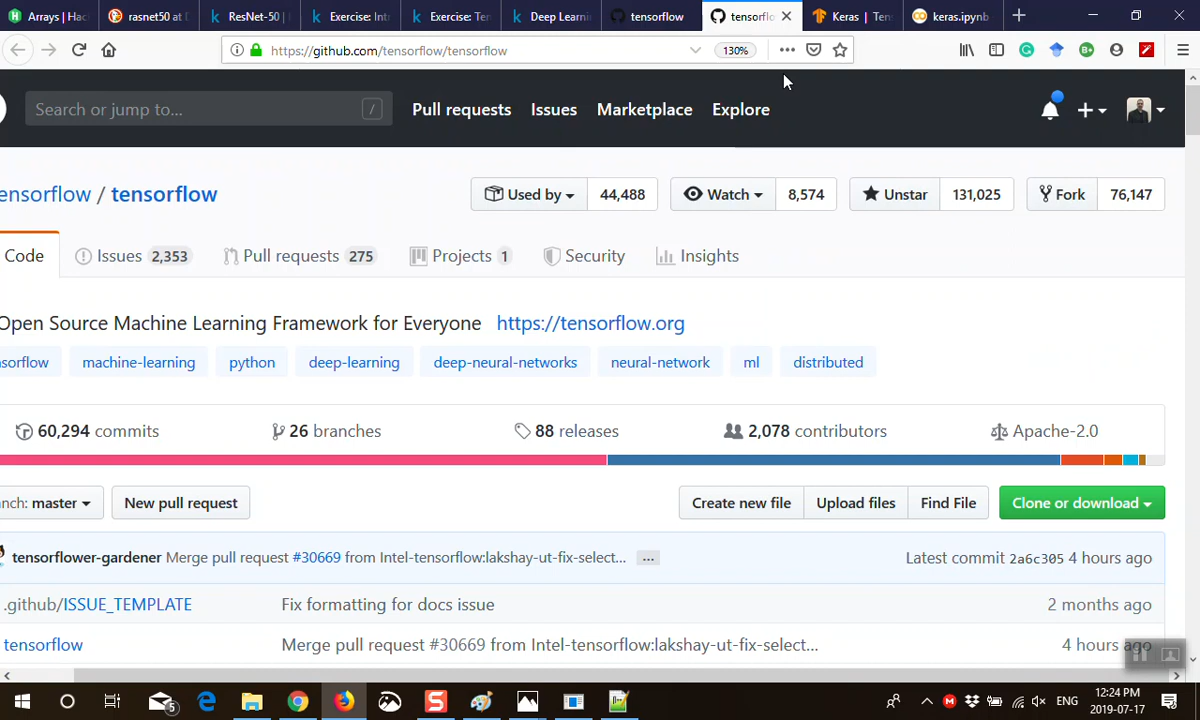 Arrays | Hac rasnet50 at D ResNet-50 | Exercise: Intr Exercise: Ten Deep Learnin tensorflow tensorflo Keras | Tens keras.ipynb
https://github.com/tensorflow/tensorflow 130%
Search or jump to... / Pull requests Issues Marketplace Explore
ensorflow / tensorflow Used by 44,488 Watch 8,574 Unstar 131,025 Fork 76,147
Code Issues 2,353 Pull requests 275 Projects 1 Security Insights
Open Source Machine Learning Framework for Everyone https://tensorflow.org
nsorflow machine-learning python deep-learning deep-neural-networks neural-network ml distributed
60,294 commits 26 branches 88 releases 2,078 contributors Apache-2.0
nch: master New pull request Create new file Upload files Find File Clone or download
tensorflower-gardener Merge pull request #30669 from Intel-tensorflow:lakshay-ut-fix-select... ... Latest commit 2a6c305 4 hours ago
.github/ISSUE_TEMPLATE Fix formatting for docs issue 2 months ago
tensorflow Merge pull request #30669 from Intel-tensorflow:lakshay-ut-fix-select... 4 hours ago
5 ENG 12:24 PM
2019-07-17